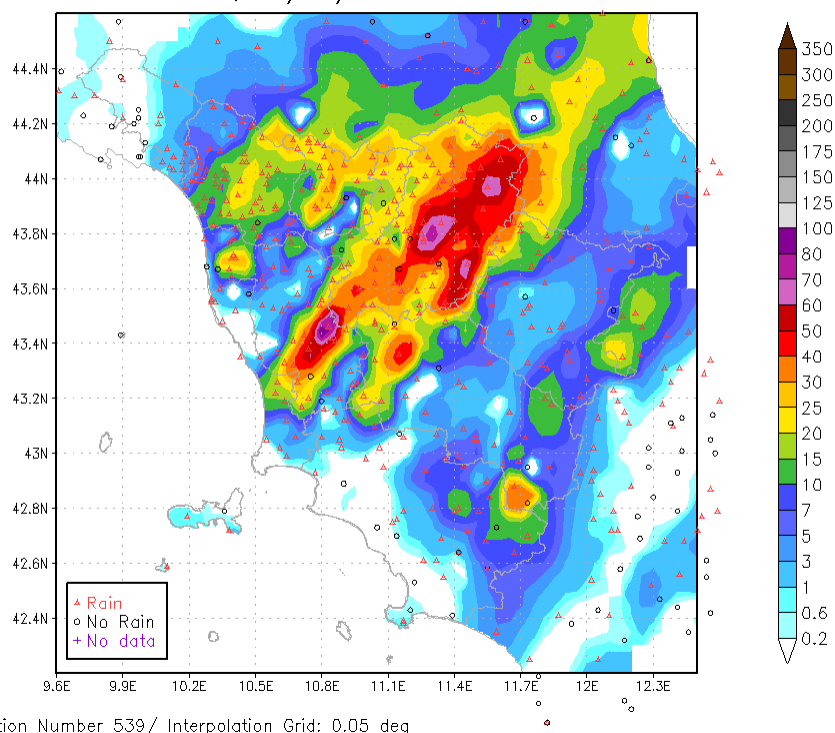 350
300
250
200
175
150
125
100
80
70
60
50
40
30
25
20
15
10
7
5
3
1
0.6
0.2
44.4N
44.2N
44N
43.8N
43.6N
43.4N
43.2N
43N
42.8N
42.6N
42.4N
Rain
No Rain
No data
9.6E 9.9E 10.2E 10.5E 10.8E 11.1E 11.4E 11.7E 12E 12.3E
tion Number 539/ Interpolation Grid: 0.05 deg